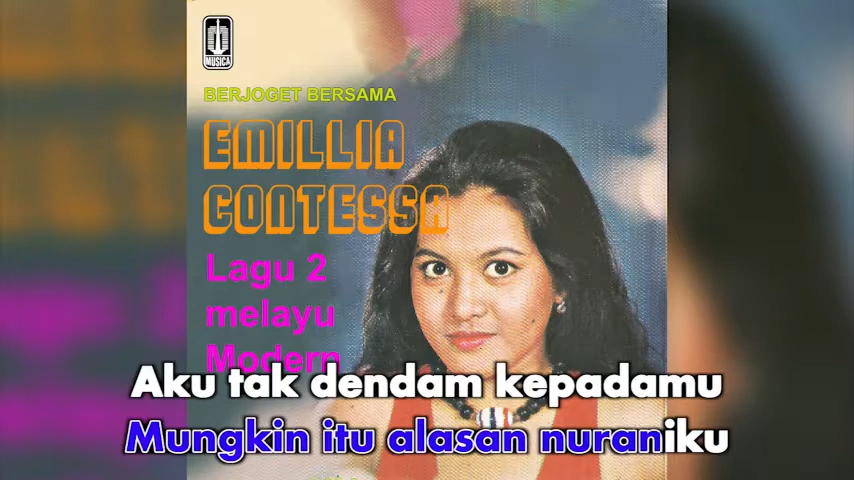 MUSICA
BERJOGET BERSAMA
EMILLIA
CONTESSA
Lagu 2
melayu
Modern
Aku tak dendam kepadamu
Mungkin itu alasan nuraniku